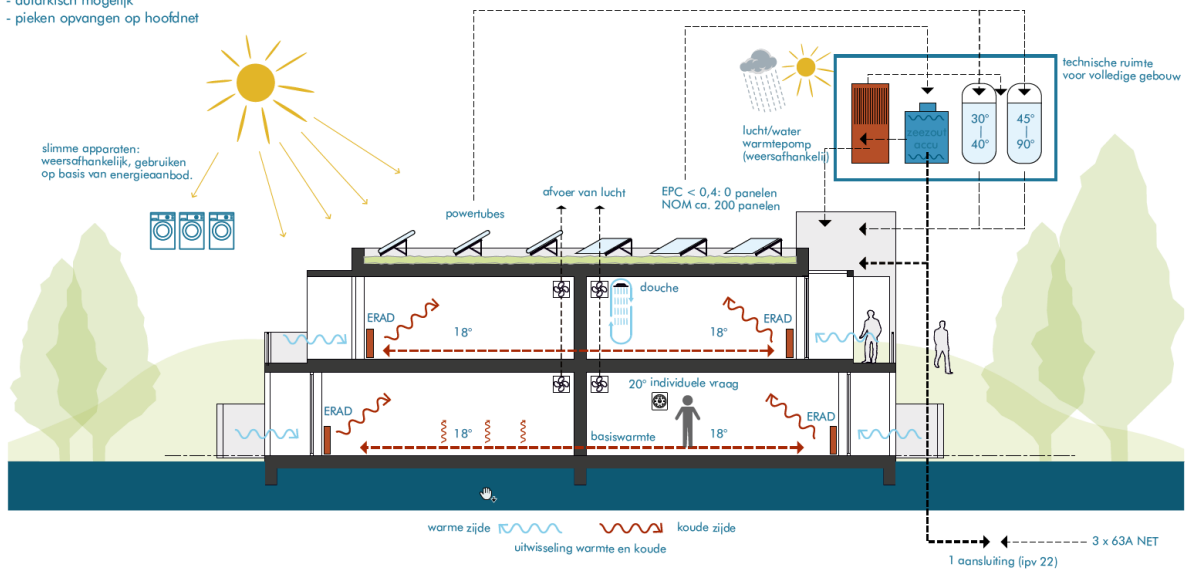 - autarkisch mogelijk
- pieken opvangen op hoofdnet
technische ruimte
voor volledige gebouw
slimme apparaten:
weersafhankelijk, gebruiken
op basis van energieaanbod.
lucht/water
warmtepomp
(weersafhankelij)
zeezout
accu
30°
40°
45°
90°
powertubes
afvoer van lucht
EPC < 0,4: 0 panelen
NOM ca. 200 panelen
douche
ERAD
18°
18°
ERAD
20° individuele vraag
ERAD
18°
basiswarmte
18°
ERAD
warme zijde
koude zijde
uitwisseling warmte en koude
3 x 63A NET
1 aansluiting (ipv 22)